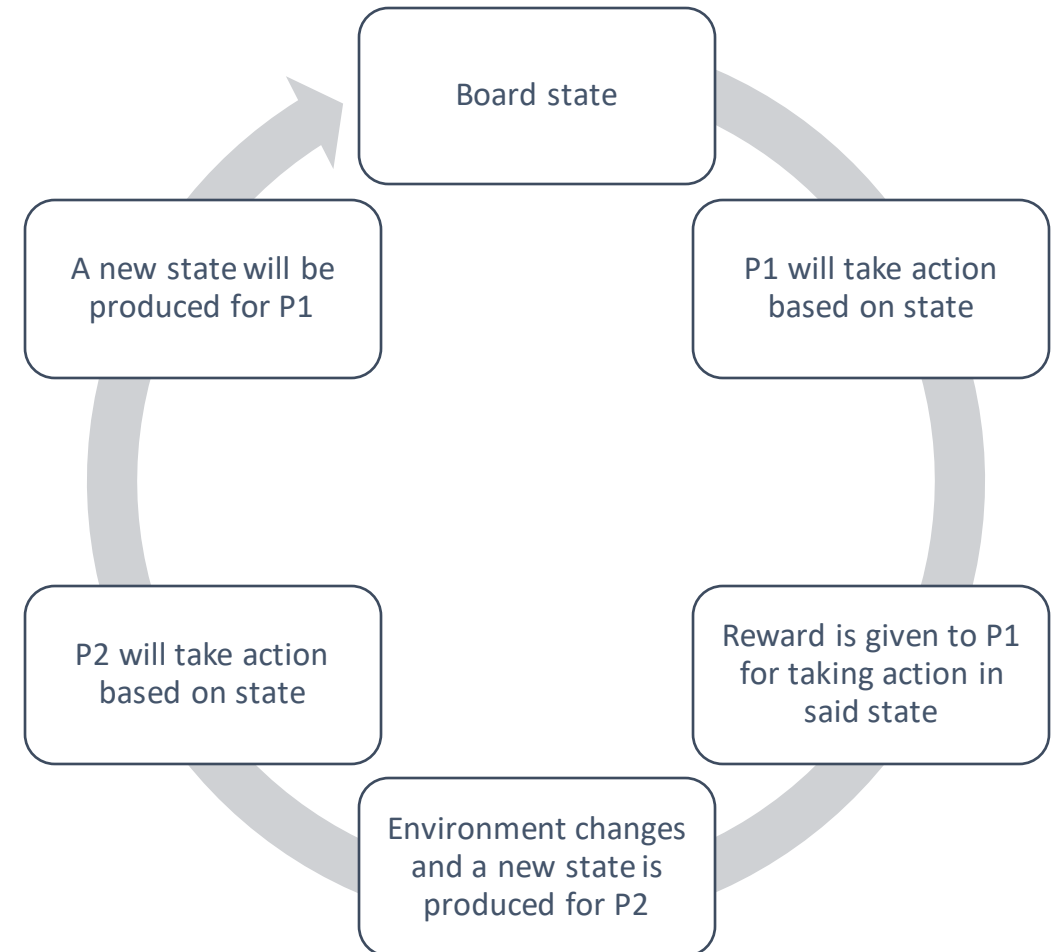 Board state
P1 will take action
based on state
Reward is given to P1
for taking action in
said state
Environment changes
and a new state is
produced for P2
P2 will take action
based on state
A new state will be
produced for P1